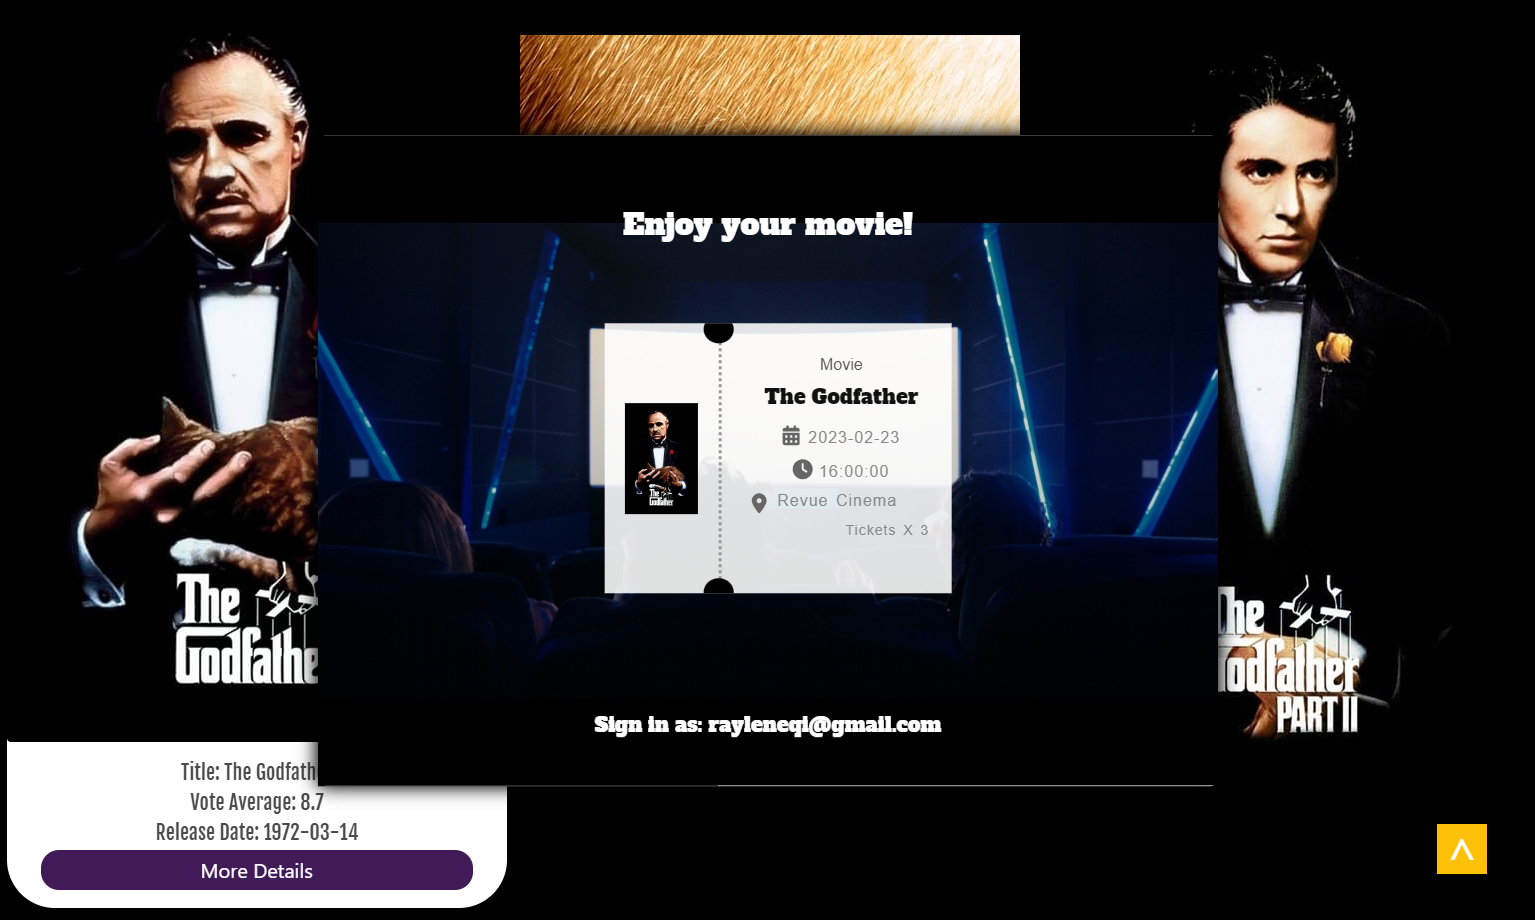 Enjoy your movie!
Movie
The Godfather
2023-02-23
16:00:00
Revue Cinema
Tickets X 3
The
Godfather
Sign in as: rayleneqi@gmail.com
The
Godfathe
The
odfather
PART II
Title: The Godfath
Vote Average: 8.7
Release Date: 1972-03-14
More Details